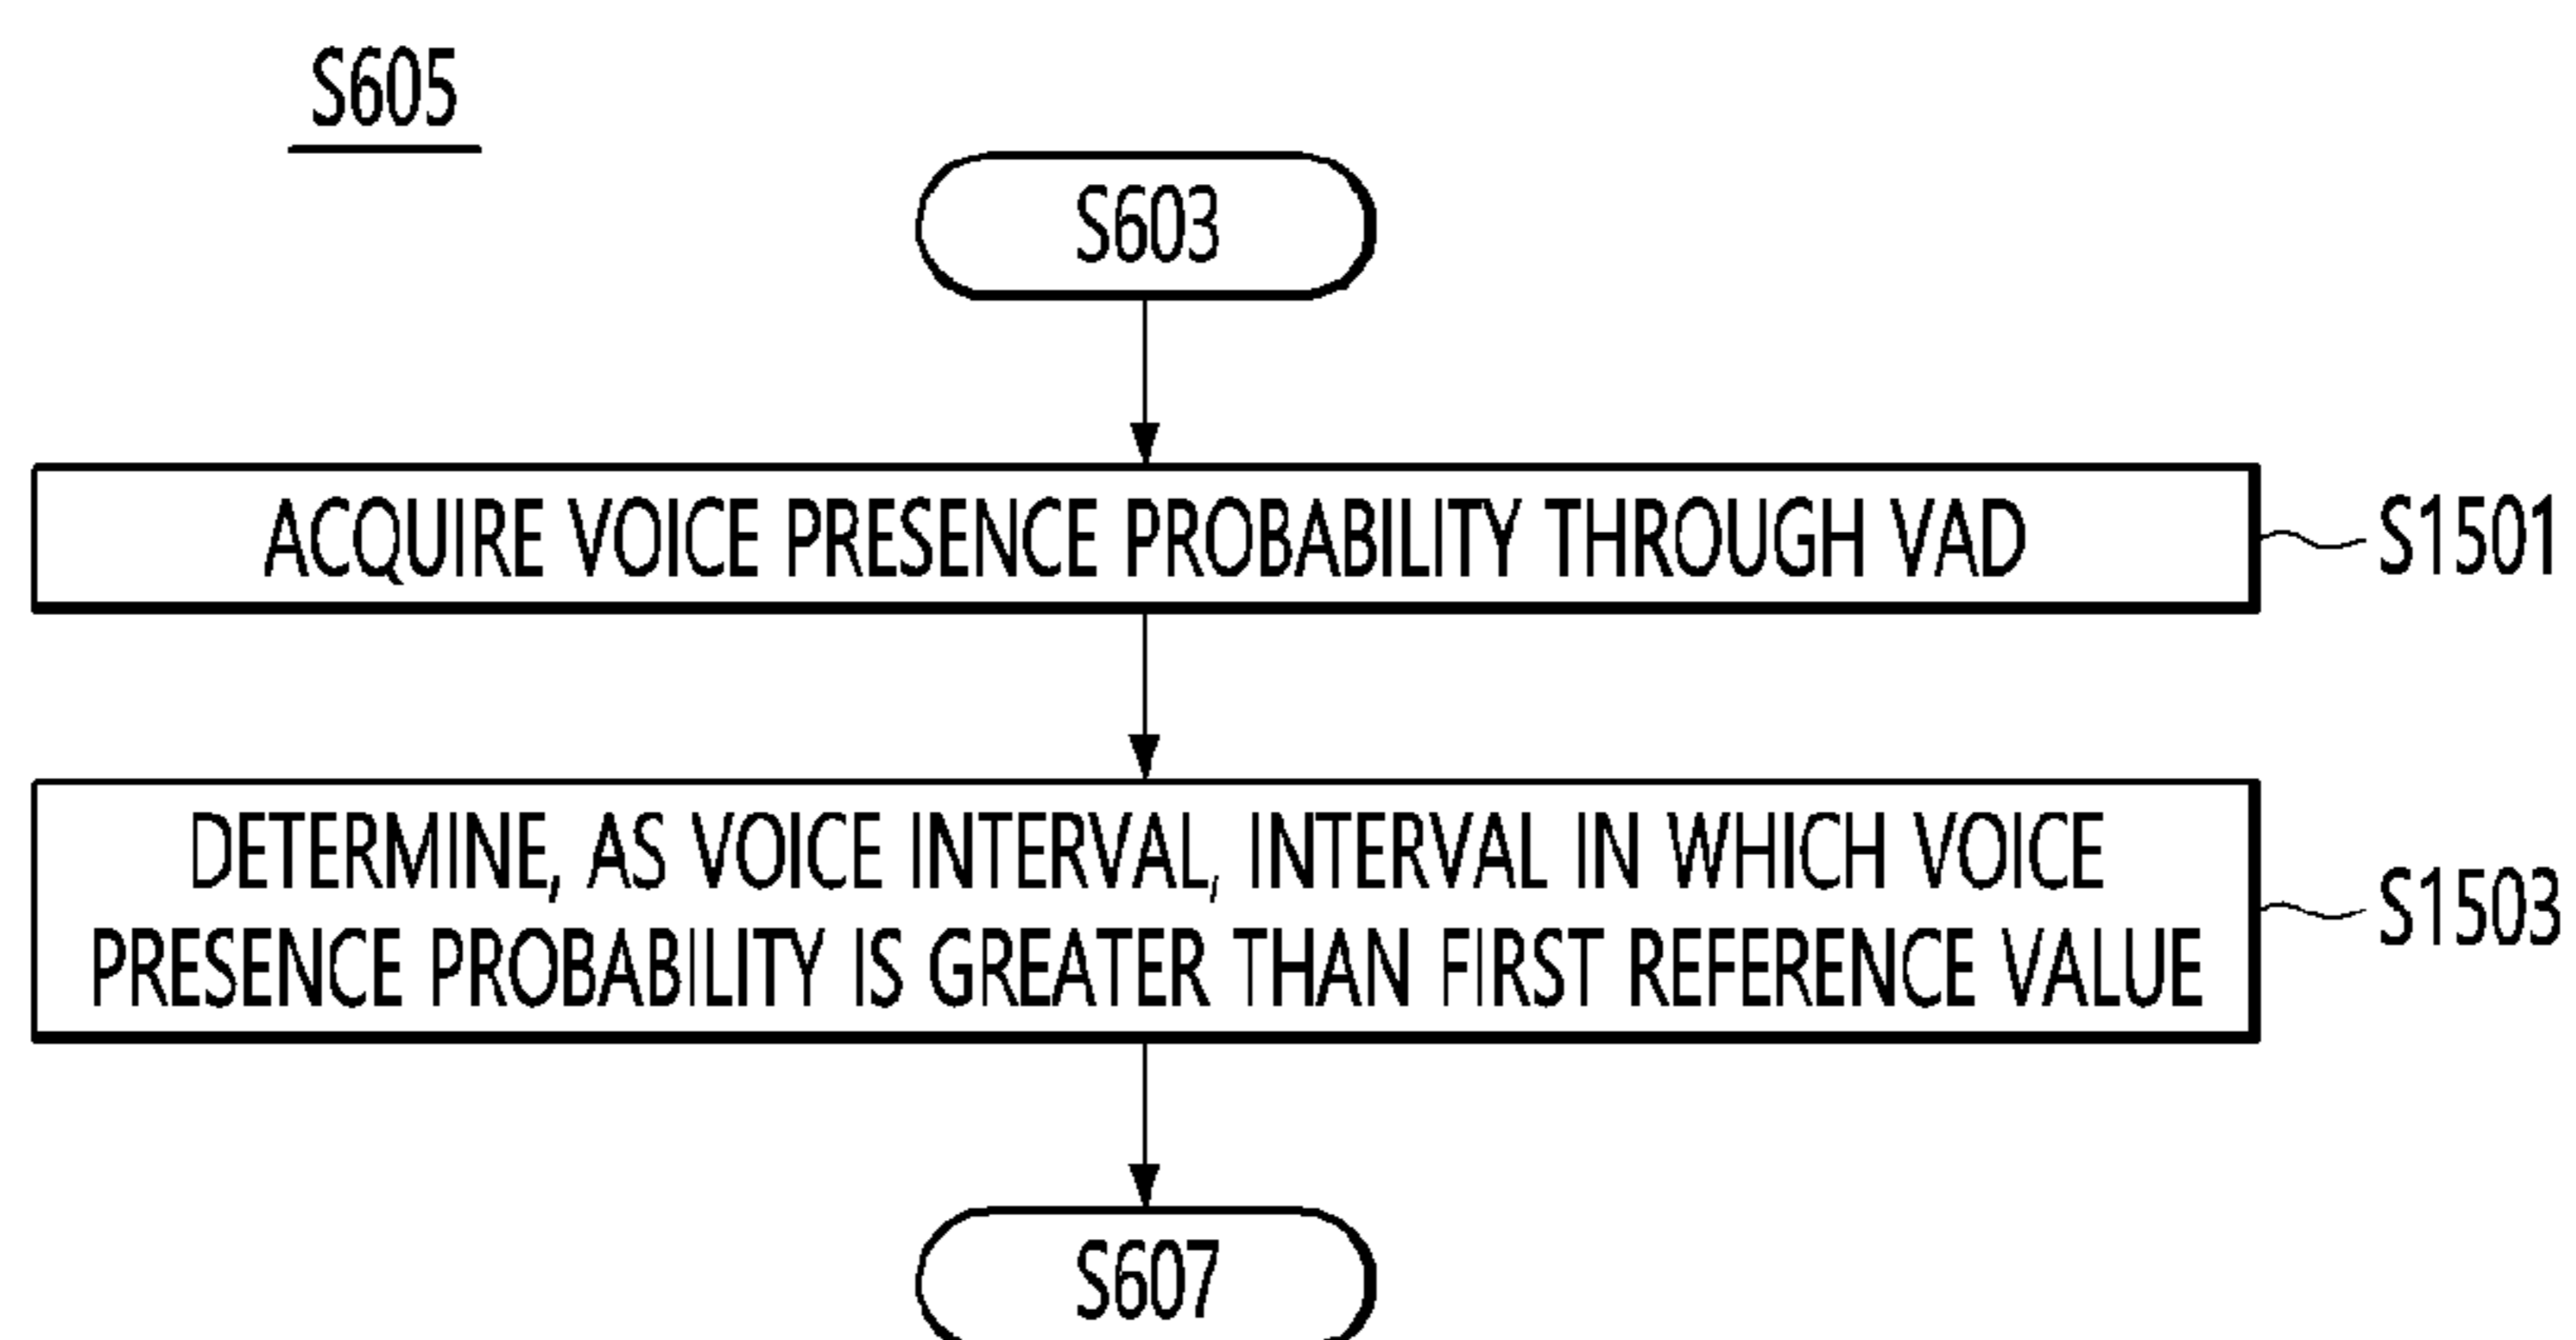 S605
S603
ACQUIRE VOICE PRESENCE PROBABILITY THROUGH VAD
S1501
DETERMINE, AS VOICE INTERVAL, INTERVAL IN WHICH VOICE
PRESENCE PROBABILITY IS GREATER THAN FIRST REFERENCE VALUE
S1503
S607